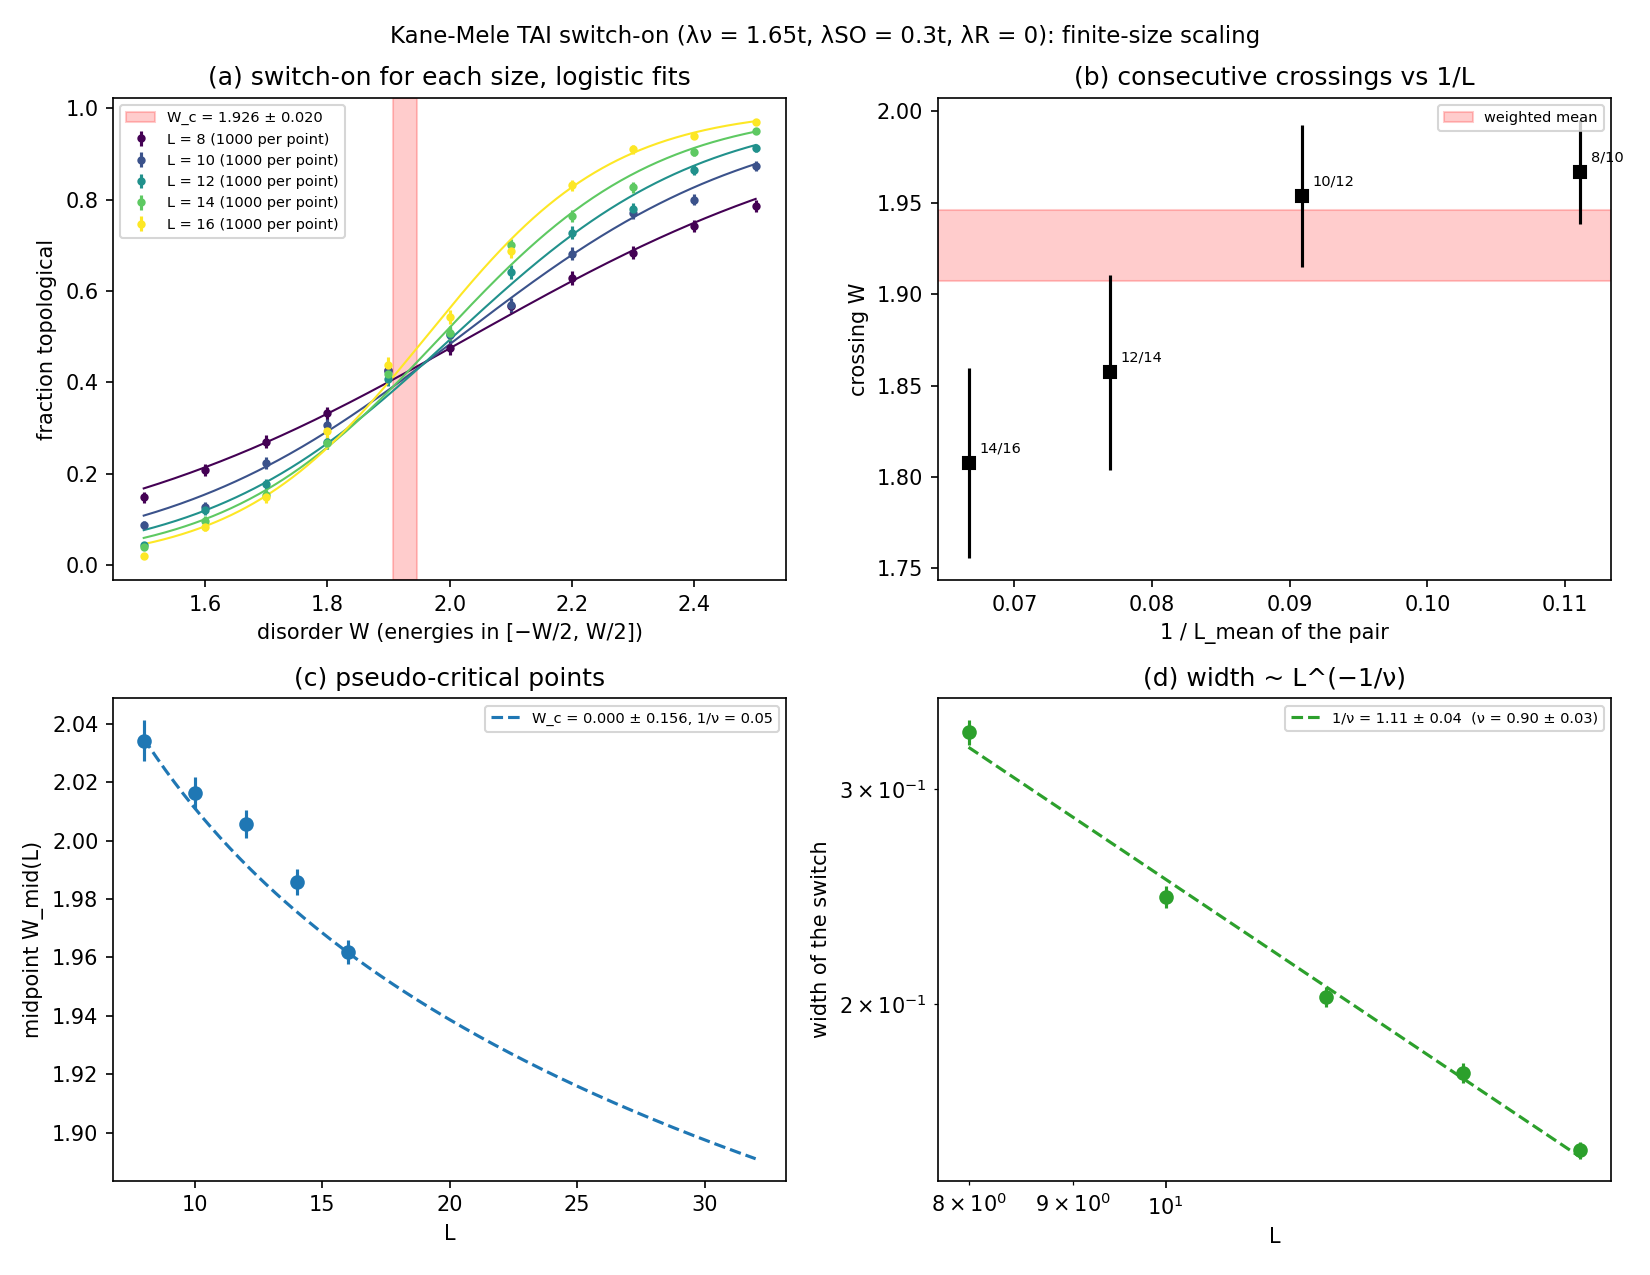 Kane-Mele TAI switch-on (λν = 1.65t, λSO = 0.3t, λR = 0): finite-size scaling
(a) switch-on for each size, logistic fits
W_c = 1.926 ± 0.020
L = 8 (1000 per point)
L = 10 (1000 per point)
L = 12 (1000 per point)
L = 14 (1000 per point)
L = 16 (1000 per point)
fraction topological
1.0
0.8
0.6
0.4
0.2
0.0
1.6 1.8 2.0 2.2 2.4
disorder W (energies in [−W/2, W/2])
(b) consecutive crossings vs 1/L
weighted mean
8/10
10/12
12/14
14/16
crossing W
2.00
1.95
1.90
1.85
1.80
1.75
0.07 0.08 0.09 0.10 0.11
1 / L_mean of the pair
(c) pseudo-critical points
W_c = 0.000 ± 0.156, 1/ν = 0.05
midpoint W_mid(L)
2.04
2.02
2.00
1.98
1.96
1.94
1.92
1.90
10 15 20 25 30
L
(d) width ~ L^(−1/ν)
1/ν = 1.11 ± 0.04 (ν = 0.90 ± 0.03)
width of the switch
3 × 10⁻¹
2 × 10⁻¹
8 × 10⁰ 9 × 10⁰ 10¹
L